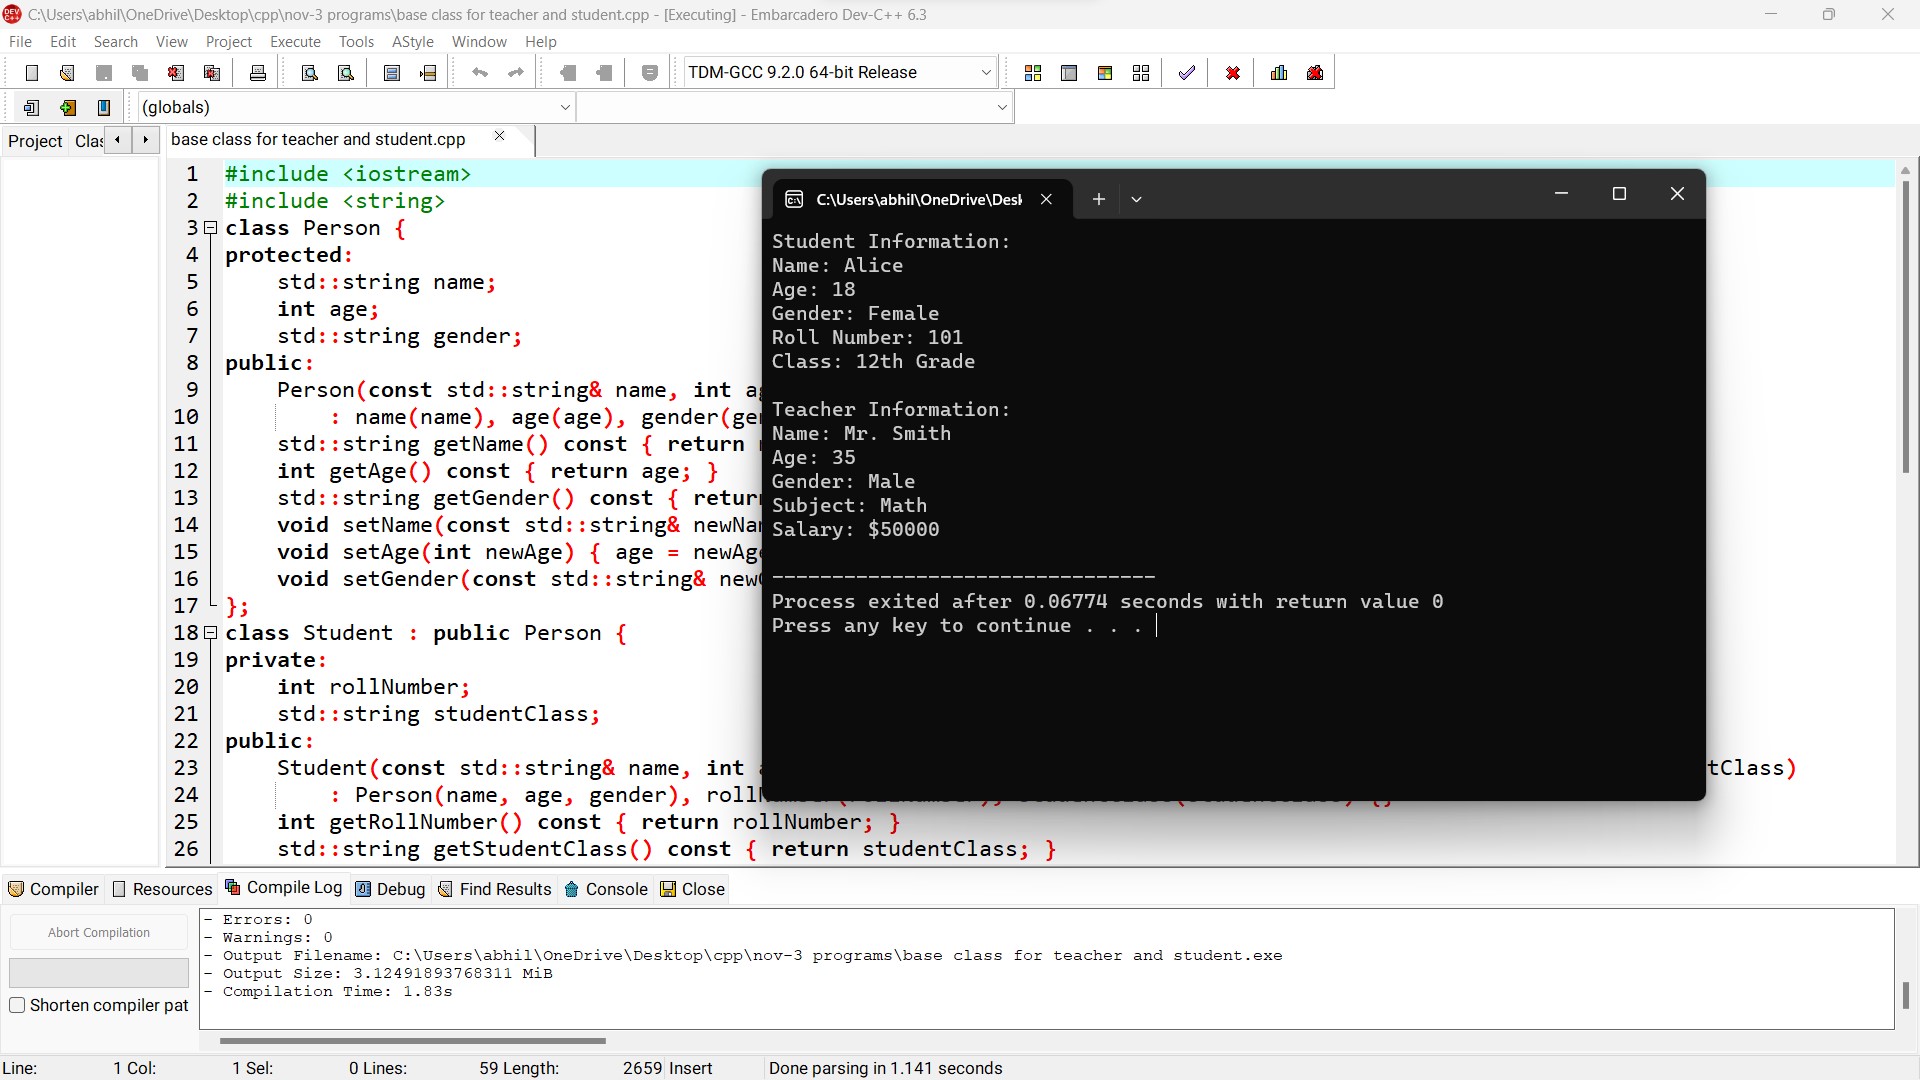 C:\Users\abhil\OneDrive\Desktop\cpp\nov-3 programs\base class for teacher and student.cpp - [Executing] - Embarcadero Dev-C++ 6.3
File Edit Search View Project Execute Tools AStyle Window Help
TDM-GCC 9.2.0 64-bit Release
(globals)
Project Clas
base class for teacher and student.cpp
1 #include <iostream>
2 #include <string>
3 class Person {
4 protected:
5 std::string name;
6 int age;
7 std::string gender;
8 public:
9 Person(const std::string& name, int ag
10 : name(name), age(age), gender(gen
11 std::string getName() const { return
12 int getAge() const { return age; }
13 std::string getGender() const { return
14 void setName(const std::string& newNam
15 void setAge(int newAge) { age = newAge
16 void setGender(const std::string& newG
17 };
18 class Student : public Person {
19 private:
20 int rollNumber;
21 std::string studentClass;
22 public:
23 Student(const std::string& name, int a tClass)
24 : Person(name, age, gender), roll
25 int getRollNumber() const { return rollNumber; }
26 std::string getStudentClass() const { return studentClass; }
C:\Users\abhil\OneDrive\Desk
Student Information:
Name: Alice
Age: 18
Gender: Female
Roll Number: 101
Class: 12th Grade
Teacher Information:
Name: Mr. Smith
Age: 35
Gender: Male
Subject: Math
Salary: $50000
--------------------------------
Process exited after 0.06774 seconds with return value 0
Press any key to continue . . .
Compiler Resources Compile Log Debug Find Results Console Close
Abort Compilation
Shorten compiler pat
- Errors: 0
- Warnings: 0
- Output Filename: C:\Users\abhil\OneDrive\Desktop\cpp\nov-3 programs\base class for teacher and student.exe
- Output Size: 3.12491893768311 MiB
- Compilation Time: 1.83s
Line: 1 Col: 1 Sel: 0 Lines: 59 Length: 2659 Insert Done parsing in 1.141 seconds